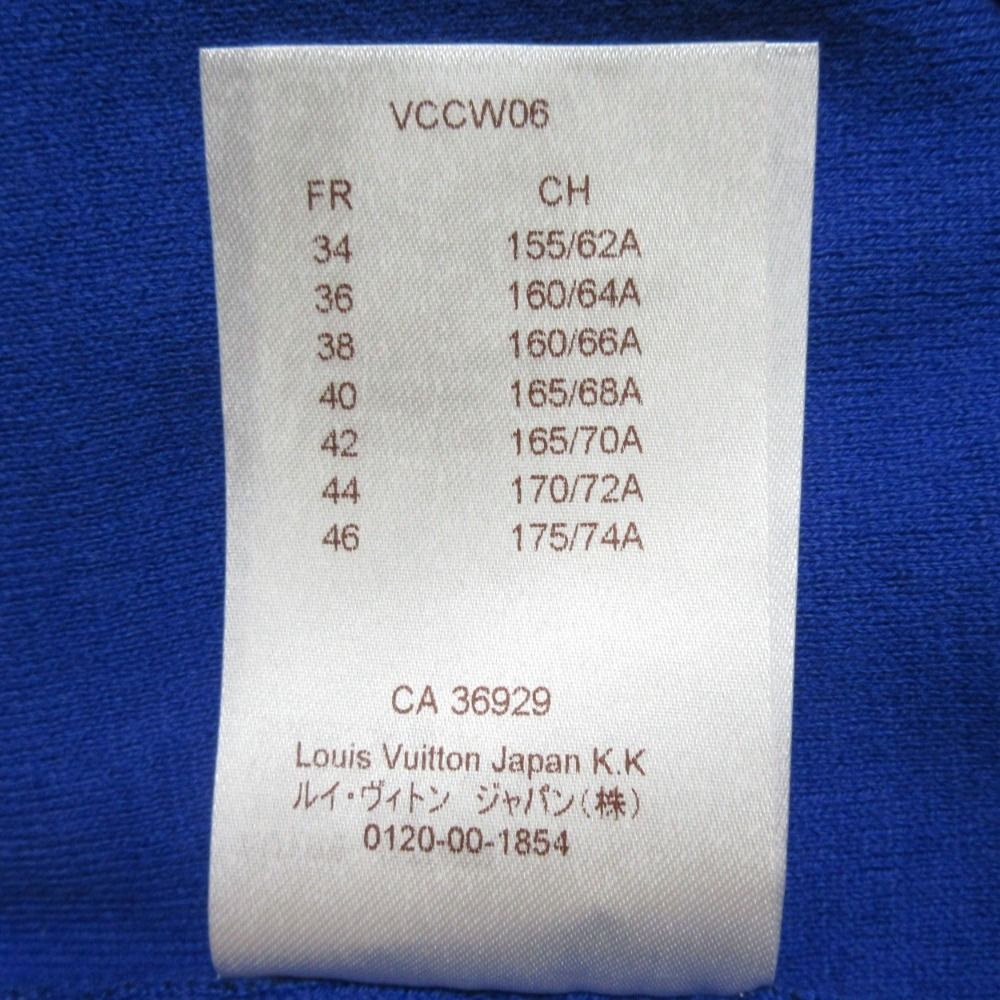 VCCW06
FR CH
34 155/62A
36 160/64A
38 160/66A
40 165/68A
42 165/70A
44 170/72A
46 175/74A
CA 36929
Louis Vuitton Japan K.K
ルイ・ヴィトン ジャパン(株)
0120-00-1854